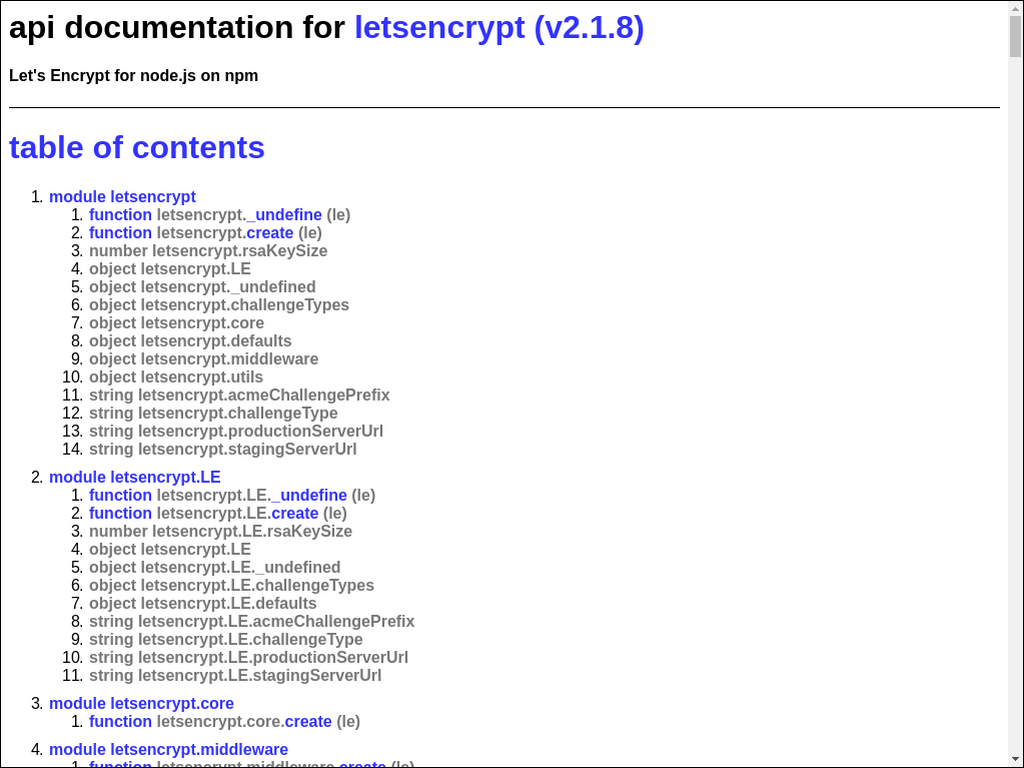 api documentation for letsencrypt (v2.1.8)
Let's Encrypt for node.js on npm
table of contents
1. module letsencrypt
1. function letsencrypt._undefine (le)
2. function letsencrypt.create (le)
3. number letsencrypt.rsaKeySize
4. object letsencrypt.LE
5. object letsencrypt._undefined
6. object letsencrypt.challengeTypes
7. object letsencrypt.core
8. object letsencrypt.defaults
9. object letsencrypt.middleware
10. object letsencrypt.utils
11. string letsencrypt.acmeChallengePrefix
12. string letsencrypt.challengeType
13. string letsencrypt.productionServerUrl
14. string letsencrypt.stagingServerUrl
2. module letsencrypt.LE
1. function letsencrypt.LE._undefine (le)
2. function letsencrypt.LE.create (le)
3. number letsencrypt.LE.rsaKeySize
4. object letsencrypt.LE
5. object letsencrypt.LE._undefined
6. object letsencrypt.LE.challengeTypes
7. object letsencrypt.LE.defaults
8. string letsencrypt.LE.acmeChallengePrefix
9. string letsencrypt.LE.challengeType
10. string letsencrypt.LE.productionServerUrl
11. string letsencrypt.LE.stagingServerUrl
3. module letsencrypt.core
1. function letsencrypt.core.create (le)
4. module letsencrypt.middleware
1. function letsencrypt.middleware.create (le)